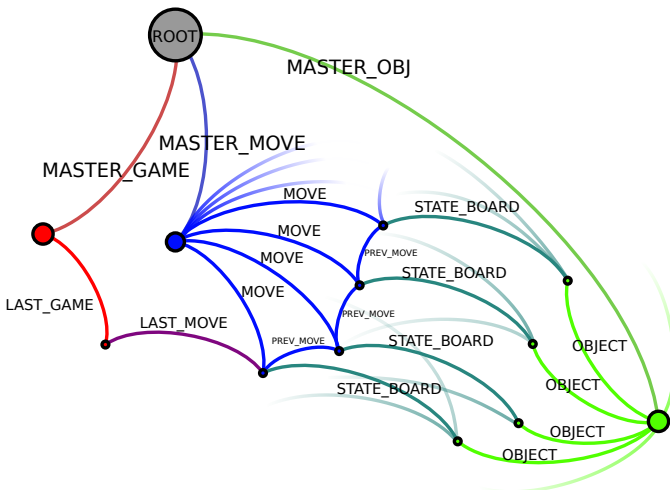 ROOT
MASTER_OBJ
MASTER_MOVE
MASTER_GAME
MOVE
STATE_BOARD
MOVE
PREV_MOVE
MOVE
STATE_BOARD
MOVE
LAST_GAME
PREV_MOVE
LAST_MOVE
PREV_MOVE
STATE_BOARD
OBJECT
STATE_BOARD
OBJECT
OBJECT
OBJECT